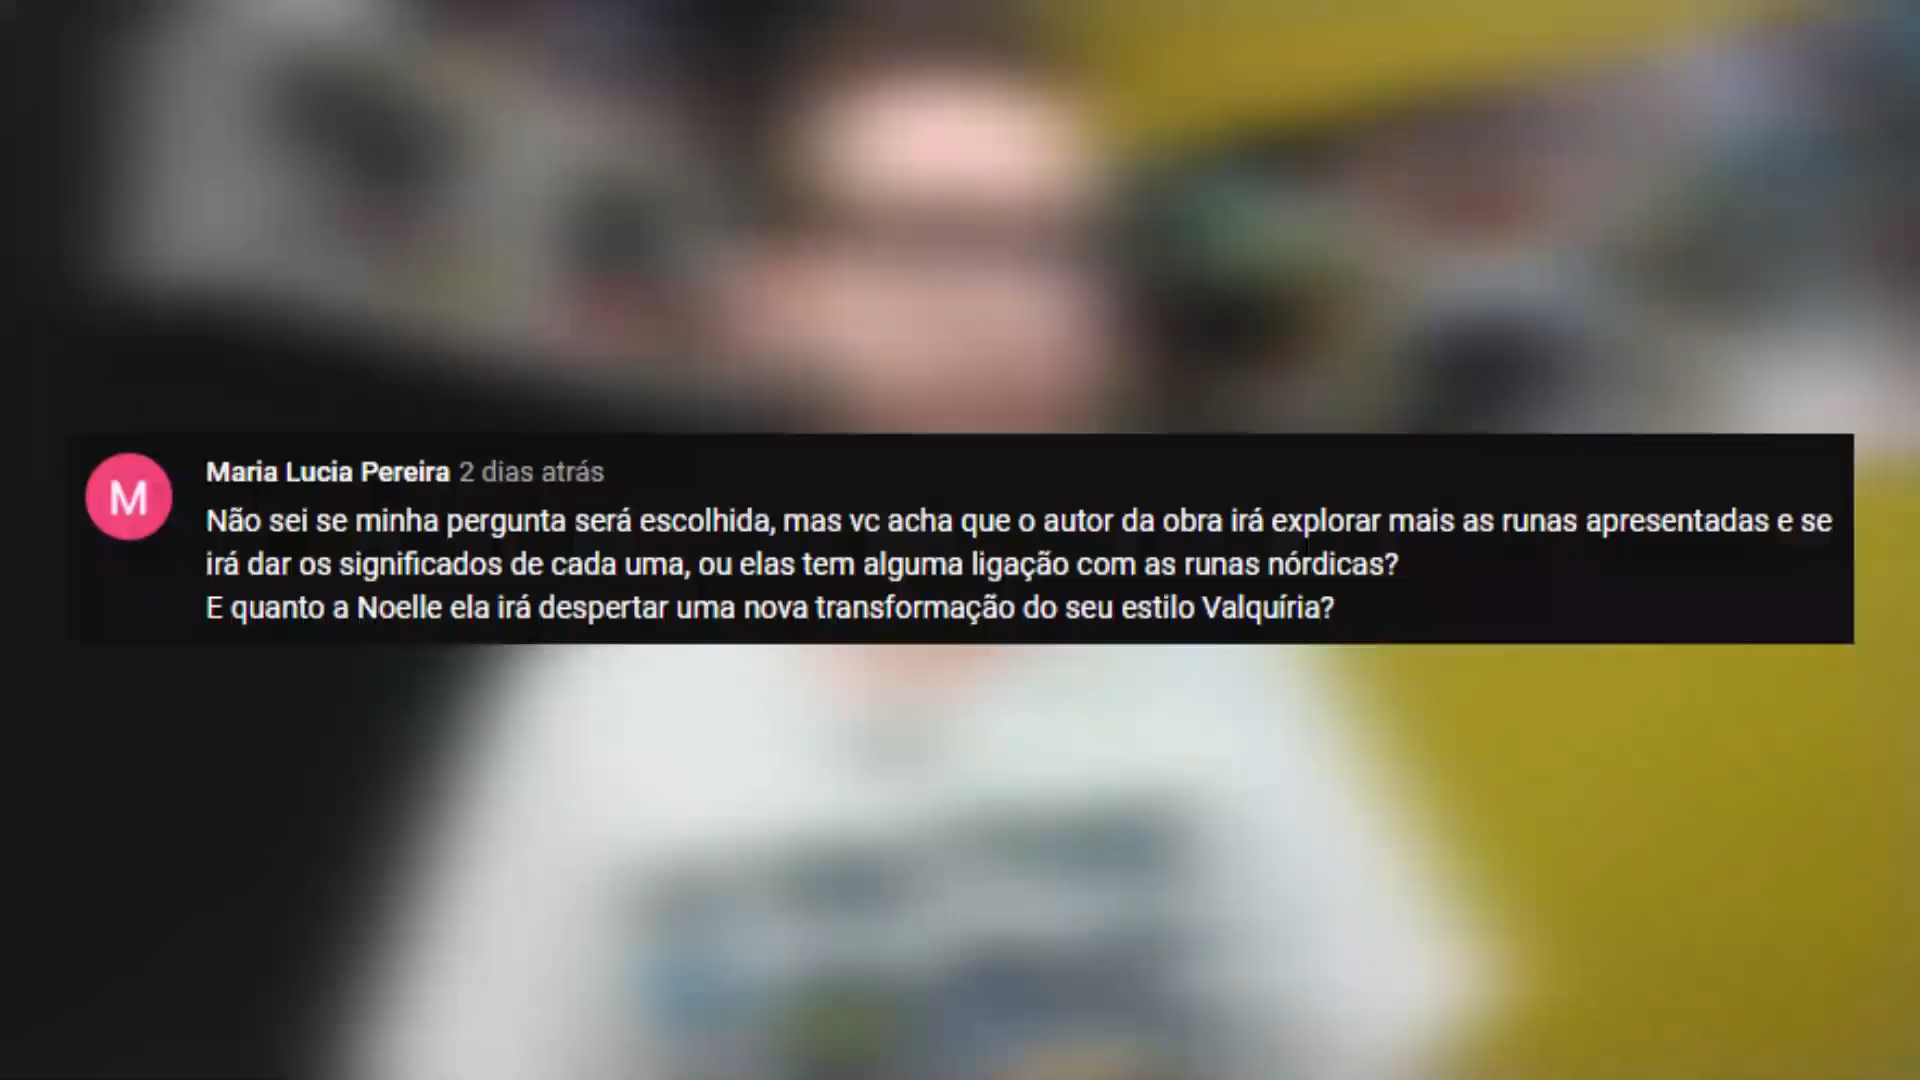 M
Maria Lucia Pereira 2 dias atrás
Não sei se minha pergunta será escolhida, mas vc acha que o autor da obra irá explorar mais as runas apresentadas e se
irá dar os significados de cada uma, ou elas tem alguma ligação com as runas nórdicas?
E quanto a Noelle ela irá despertar uma nova transformação do seu estilo Valquíria?